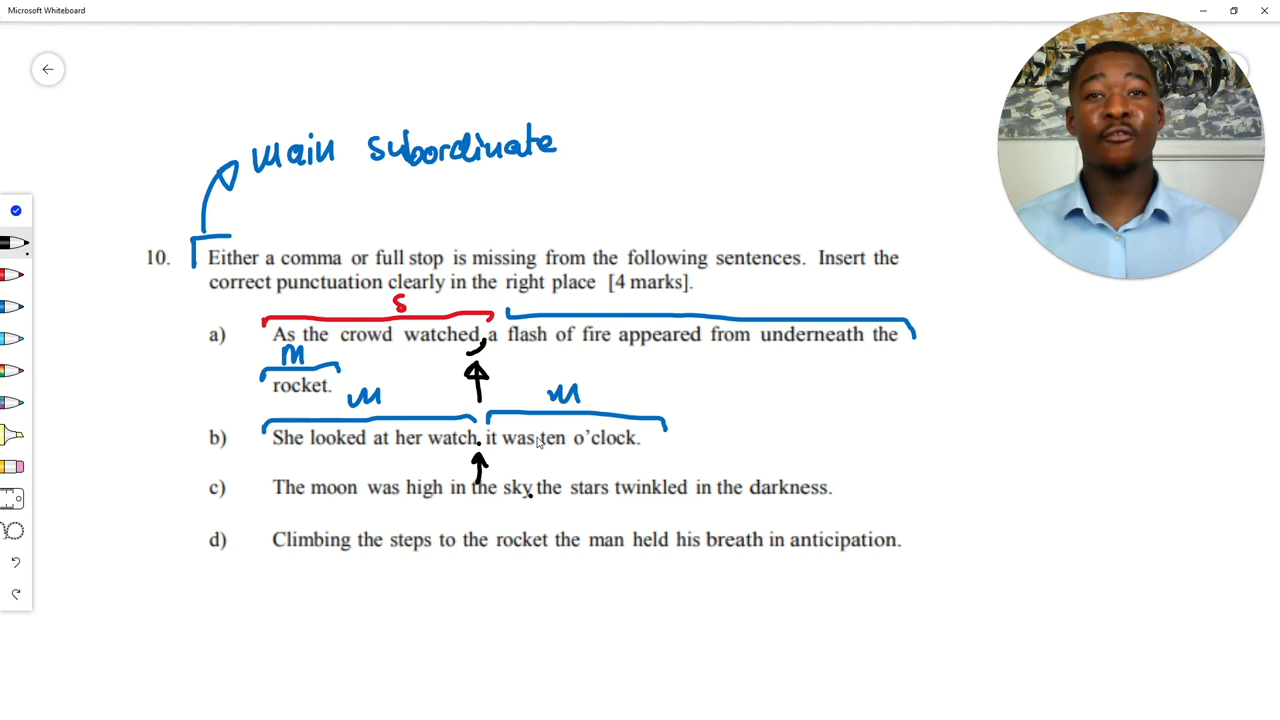 Microsoft Whiteboard
main subordinate
10. Either a comma or full stop is missing from the following sentences. Insert the
correct punctuation clearly in the right place [4 marks].
S
a) As the crowd watched, a flash of fire appeared from underneath the
M
rocket.
M M
b) She looked at her watch. it was ten o'clock.
c) The moon was high in the sky. the stars twinkled in the darkness.
d) Climbing the steps to the rocket the man held his breath in anticipation.